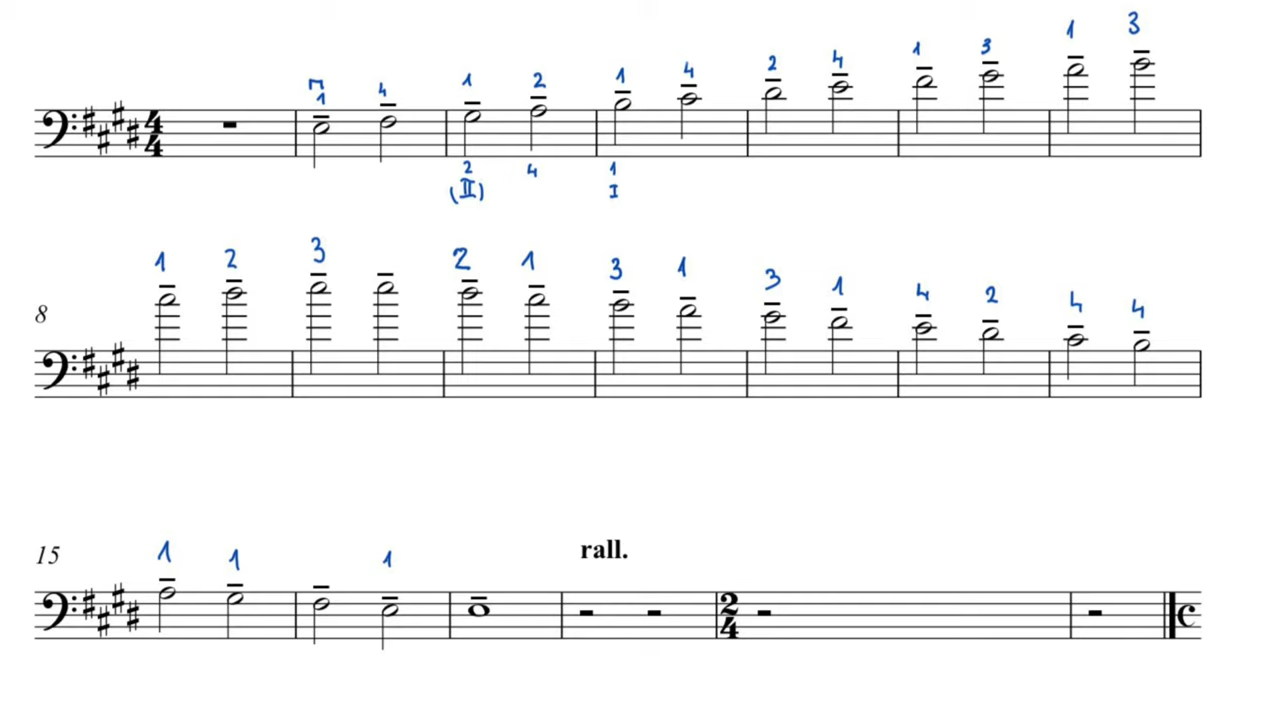 1 3
1 4 1 2 1 4 2 4 1 3
4
4
2 4 1
(II) I
1 2 3 2 1 3 1 3 1 4 2 4 4
8
rall.
15 1 1 1
2
4